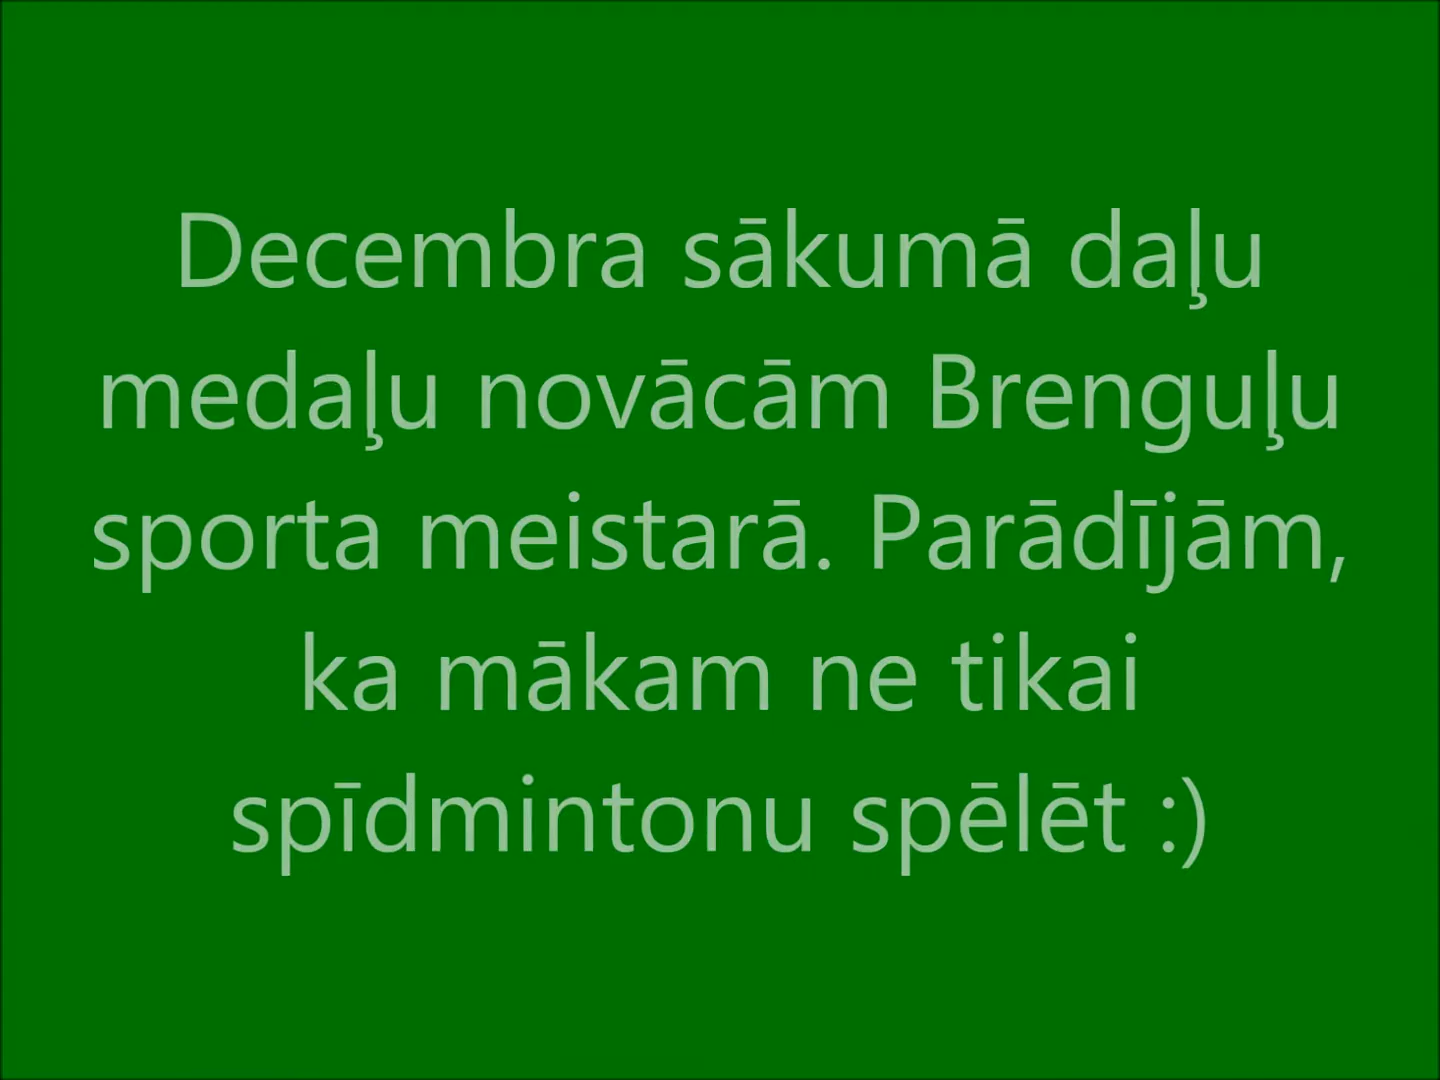 Decembra sākumā daļu
medaļu novācām Brenguļu
sporta meistarā. Parādījām,
ka mākam ne tikai
spīdmintonu spēlēt :)